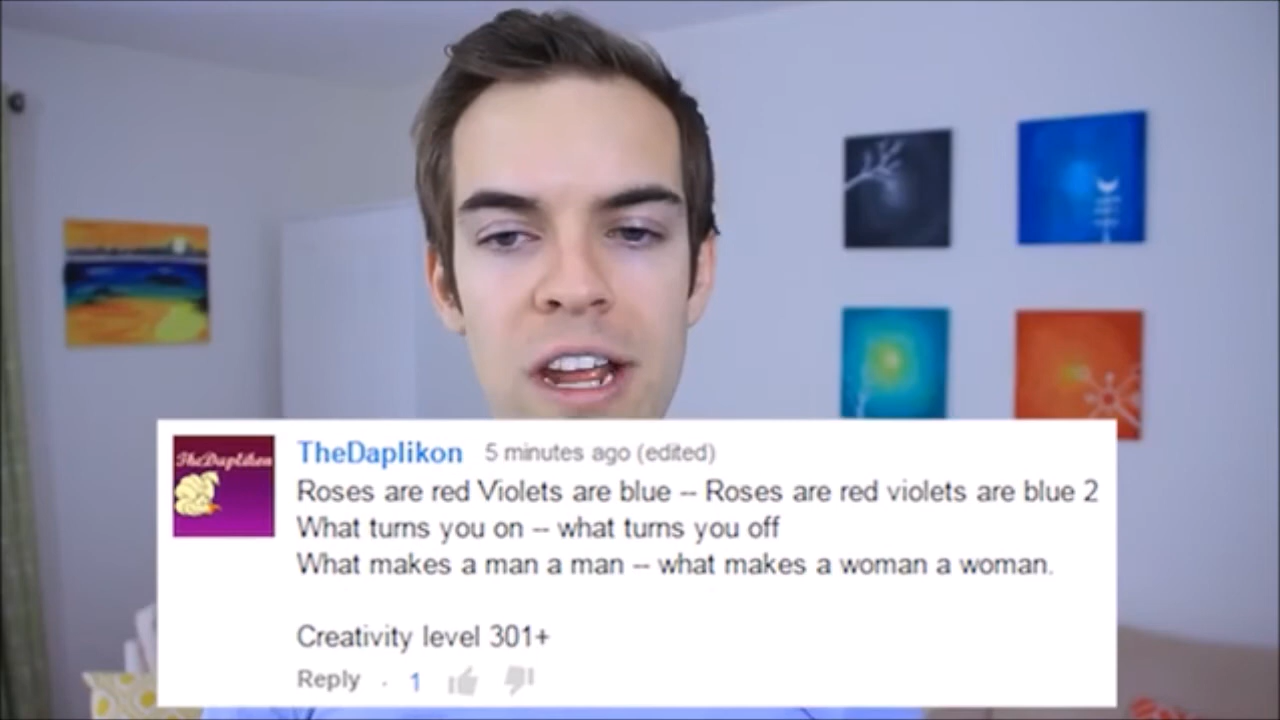 TheDaplikon
TheDaplikon 5 minutes ago (edited)
Roses are red Violets are blue -- Roses are red violets are blue 2
What turns you on -- what turns you off
What makes a man a man -- what makes a woman a woman.
Creativity level 301+
Reply · 1